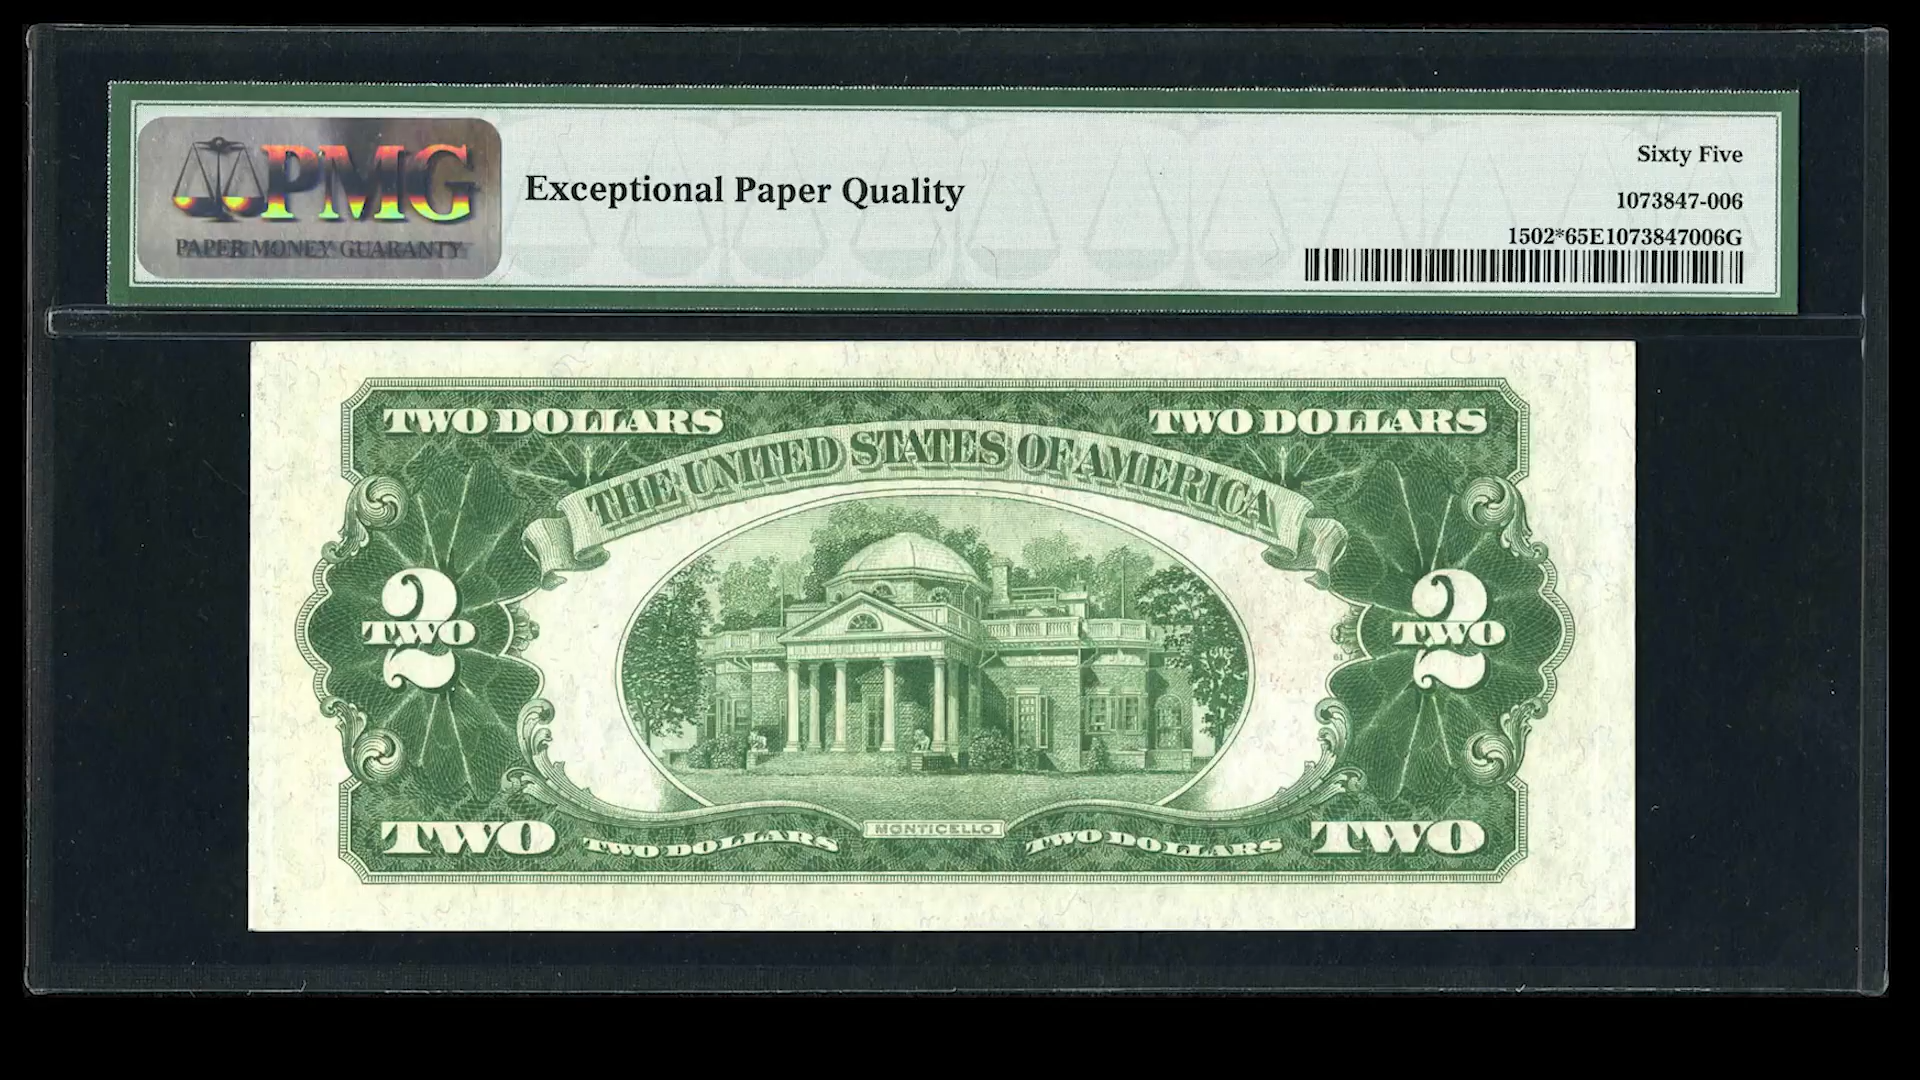 PMG
PAPER MONEY GUARANTY
Exceptional Paper Quality
Sixty Five
1073847-006
1502*65E1073847006G
TWO DOLLARS
TWO DOLLARS
THE UNITED STATES OF AMERICA
2
TWO
2
TWO
TWO
TWO DOLLARS
MONTICELLO
TWO DOLLARS
TWO